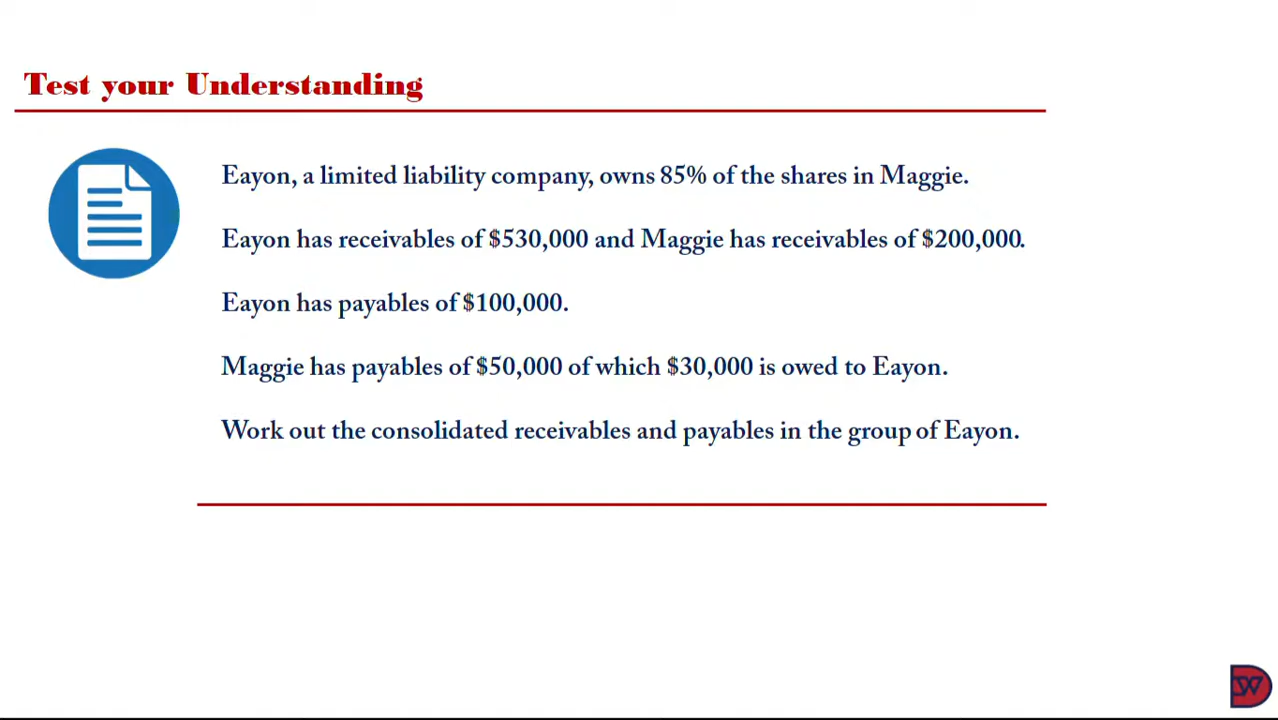 Test your Understanding
Eayon, a limited liability company, owns 85% of the shares in Maggie.
Eayon has receivables of $530,000 and Maggie has receivables of $200,000.
Eayon has payables of $100,000.
Maggie has payables of $50,000 of which $30,000 is owed to Eayon.
Work out the consolidated receivables and payables in the group of Eayon.
DW